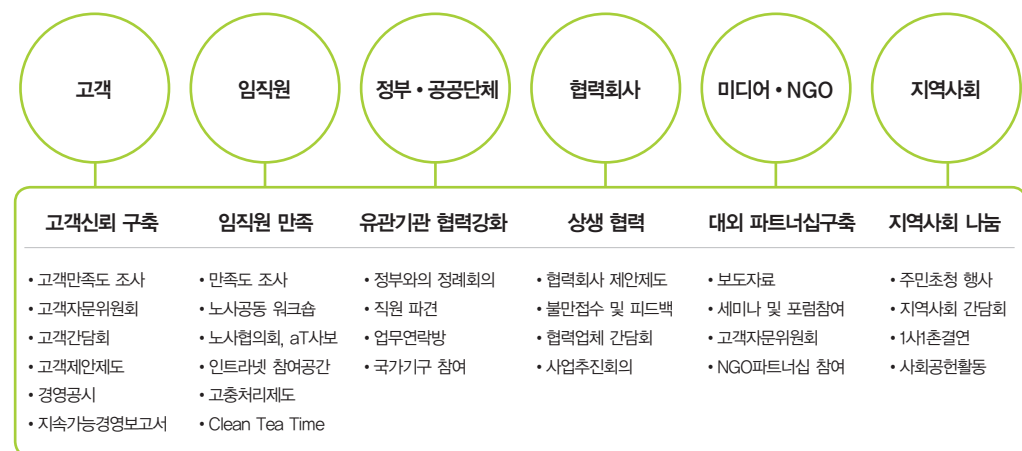 고객
임직원
정부 • 공공단체
협력회사
미디어 • NGO
지역사회
고객신뢰 구축
• 고객만족도 조사
• 고객자문위원회
• 고객간담회
• 고객제안제도
• 경영공시
• 지속가능경영보고서
임직원 만족
• 만족도 조사
• 노사공동 워크숍
• 노사협의회, aT사보
• 인트라넷 참여공간
• 고충처리제도
• Clean Tea Time
유관기관 협력강화
• 정부와의 정례회의
• 직원 파견
• 업무연락방
• 국가기구 참여
상생 협력
• 협력회사 제안제도
• 불만접수 및 피드백
• 협력업체 간담회
• 사업추진회의
대외 파트너십구축
• 보도자료
• 세미나 및 포럼참여
• 고객자문위원회
• NGO파트너십 참여
지역사회 나눔
• 주민초청 행사
• 지역사회 간담회
• 1사1촌결연
• 사회공헌활동